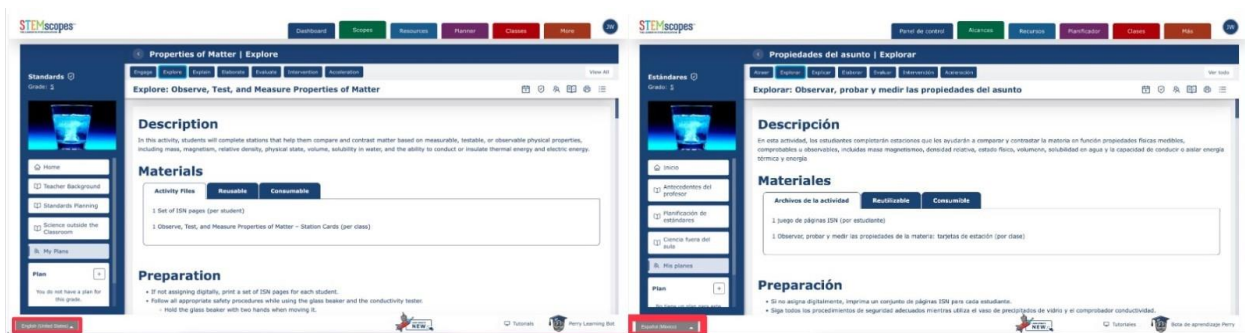 STEMscopes
Dashboard Scopes Resources Planner Classes More JW
Properties of Matter | Explore
Standards
Grade: 5
Engage Explore Explain Elaborate Evaluate Intervention Acceleration View All
Explore: Observe, Test, and Measure Properties of Matter
Description
In this activity, students will complete stations that help them compare and contrast matter based on measurable, testable, or observable physical properties,
including mass, magnetism, relative density, physical state, volume, solubility in water, and the ability to conduct or insulate thermal energy and electric energy.
Home
Teacher Background
Standards Planning
Science outside the
Classroom
My Plans
Plan +
You do not have a plan for
this grade.
Materials
Activity Files Reusable Consumable
1 Set of ISN pages (per student)
1 Observe, Test, and Measure Properties of Matter – Station Cards (per class)
Preparation
• If not assigning digitally, print a set of ISN pages for each student.
• Follow all appropriate safety procedures while using the glass beaker and the conductivity tester.
- Hold the glass beaker with two hands when moving it.
English (United States)
NEW
Tutorials
Perry Learning Bot
STEMscopes
Panel de control Alcances Recursos Planificador Clases Más JW
Propiedades del asunto | Explorar
Estándares
Grado: 5
Atraer Explorar Explicar Elaborar Evaluar Intervención Aceleración Ver todo
Explorar: Observar, probar y medir las propiedades del asunto
Descripción
En esta actividad, los estudiantes completarán estaciones que los ayudarán a comparar y contrastar la materia en función propiedades físicas medibles,
comprobables u observables, incluidas masa magnetismo, densidad relativa, estado físico, volumenn, solubilidad en agua y la capacidad de conducir o aislar energía
térmica y energía
Inicio
Antecedentes del
profesor
Planificación de
estándares
Ciencia fuera del
aula
Mis planes
Plan +
No tiene un plan para este
Materiales
Archivos de la actividad Reutilizable Consumible
1 juego de páginas ISN (por estudiante)
1 Observar, probar y medir las propiedades de la materia: tarjetas de estación (por clase)
Preparación
• Si no asigna digitalmente, imprima un conjunto de páginas ISN para cada estudiante.
• Siga todos los procedimientos de seguridad adecuados mientras utiliza el vaso de precipitados de vidrio y el comprobador conductividad.
Español (México)
NEW
Tutoriales
Bota de aprendizaje Perry